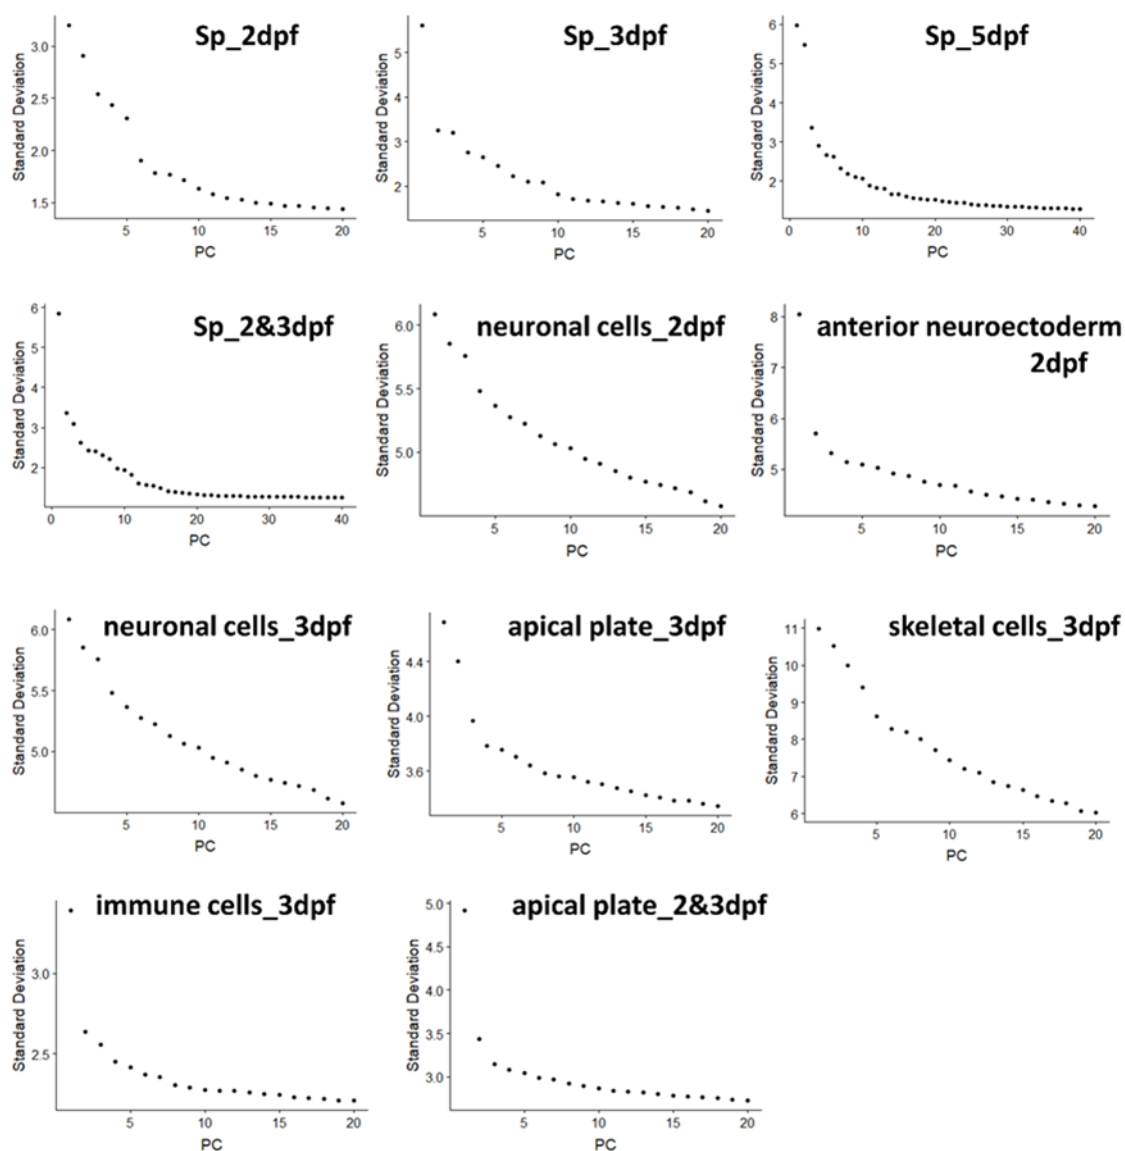 Sp_2dpf
Standard Deviation
3.0
2.5
2.0
1.5
5 10 15 20
PC
Sp_3dpf
Standard Deviation
5
4
3
2
5 10 15 20
PC
Sp_5dpf
Standard Deviation
6
5
4
3
2
0 10 20 30 40
PC
Sp_2&3dpf
Standard Deviation
6
5
4
3
2
0 10 20 30 40
PC
neuronal cells_2dpf
Standard Deviation
6.0
5.5
5.0
5 10 15 20
PC
anterior neuroectoderm
2dpf
Standard Deviation
8
7
6
5
5 10 15 20
PC
neuronal cells_3dpf
Standard Deviation
6.0
5.5
5.0
5 10 15 20
PC
apical plate_3dpf
Standard Deviation
4.4
4.0
3.6
5 10 15 20
PC
skeletal cells_3dpf
Standard Deviation
11
10
9
8
7
6
5 10 15 20
PC
immune cells_3dpf
Standard Deviation
3.0
2.5
5 10 15 20
PC
apical plate_2&3dpf
Standard Deviation
5.0
4.5
4.0
3.5
3.0
5 10 15 20
PC